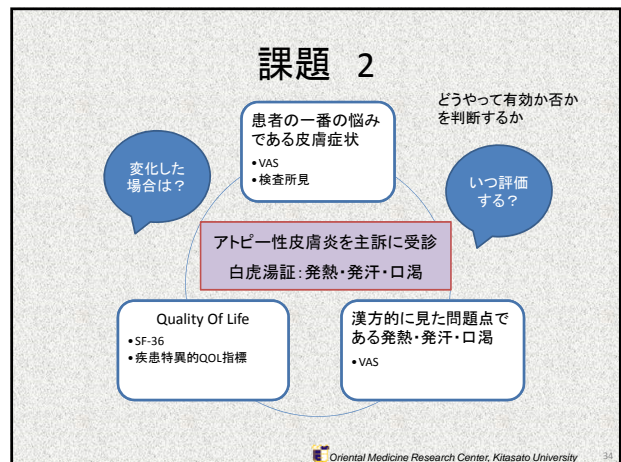 課題 2
どうやって有効か否か
を判断するか
患者の一番の悩み
である皮膚症状
•VAS
•検査所見
変化した
場合は？
いつ評価
する？
アトピー性皮膚炎を主訴に受診
白虎湯証：発熱・発汗・口渇
Quality Of Life
•SF-36
•疾患特異的QOL指標
漢方的に見た問題点で
ある発熱・発汗・口渇
•VAS
Oriental Medicine Research Center, Kitasato University
34